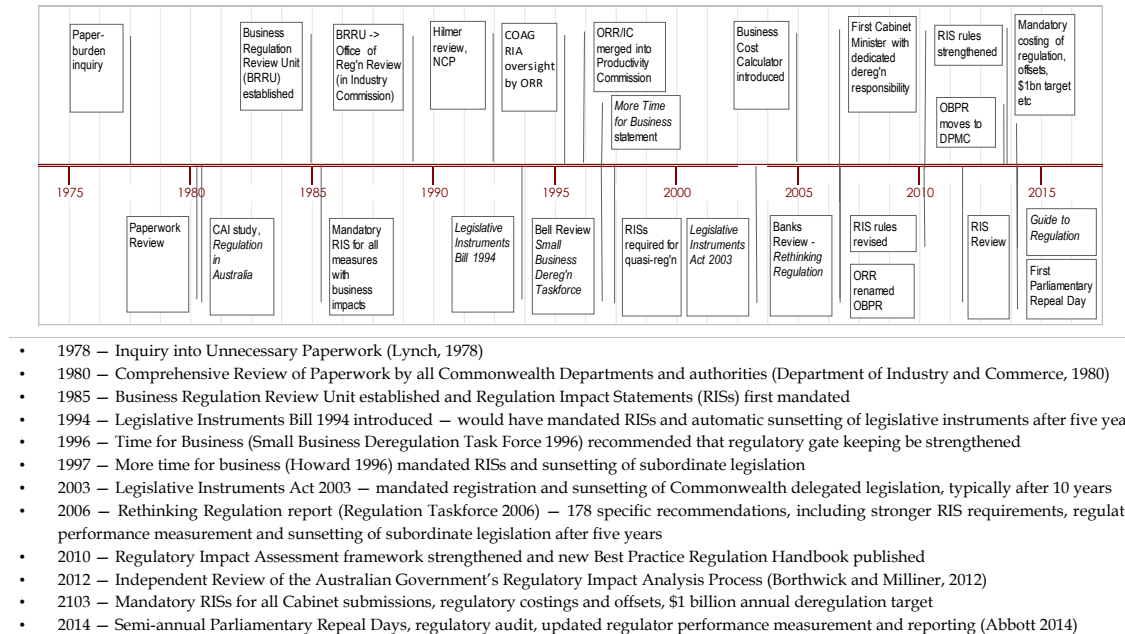 Paper-
burden
inquiry
Business
Regulation
Review Unit
(BRRU)
established
BRRU ->
Office of
Reg'n Review
(in Industry
Commission)
Hilmer
review,
NCP
COAG
RIA
oversight
by ORR
ORR/IC
merged into
Productivity
Commission
More Time
for Business
statement
Business
Cost
Calculator
introduced
First Cabinet
Minister with
dedicated
dereg'n
responsibility
RIS rules
strengthened
OBPR
moves to
DPMC
Mandatory
costing of
regulation,
offsets,
$1bn target
etc
1975 1980 1985 1990 1995 2000 2005 2010 2015
Paperwork
Review
CAI study,
Regulation
in
Australia
Mandatory
RIS for all
measures
with
business
impacts
Legislative
Instruments
Bill 1994
Bell Review
Small
Business
Dereg'n
Taskforce
RISs
required for
quasi-reg'n
Legislative
Instruments
Act 2003
Banks
Review -
Rethinking
Regulation
RIS rules
revised
ORR
renamed
OBPR
RIS
Review
Guide to
Regulation
First
Parliamentary
Repeal Day
• 1978 — Inquiry into Unnecessary Paperwork (Lynch, 1978)
• 1980 — Comprehensive Review of Paperwork by all Commonwealth Departments and authorities (Department of Industry and Commerce, 1980)
• 1985 — Business Regulation Review Unit established and Regulation Impact Statements (RISs) first mandated
• 1994 — Legislative Instruments Bill 1994 introduced — would have mandated RISs and automatic sunsetting of legislative instruments after five yea
• 1996 — Time for Business (Small Business Deregulation Task Force 1996) recommended that regulatory gate keeping be strengthened
• 1997 — More time for business (Howard 1996) mandated RISs and sunsetting of subordinate legislation
• 2003 — Legislative Instruments Act 2003 — mandated registration and sunsetting of Commonwealth delegated legislation, typically after 10 years
• 2006 — Rethinking Regulation report (Regulation Taskforce 2006) — 178 specific recommendations, including stronger RIS requirements, regulat
performance measurement and sunsetting of subordinate legislation after five years
• 2010 — Regulatory Impact Assessment framework strengthened and new Best Practice Regulation Handbook published
• 2012 — Independent Review of the Australian Government's Regulatory Impact Analysis Process (Borthwick and Milliner, 2012)
• 2103 — Mandatory RISs for all Cabinet submissions, regulatory costings and offsets, $1 billion annual deregulation target
• 2014 — Semi-annual Parliamentary Repeal Days, regulatory audit, updated regulator performance measurement and reporting (Abbott 2014)